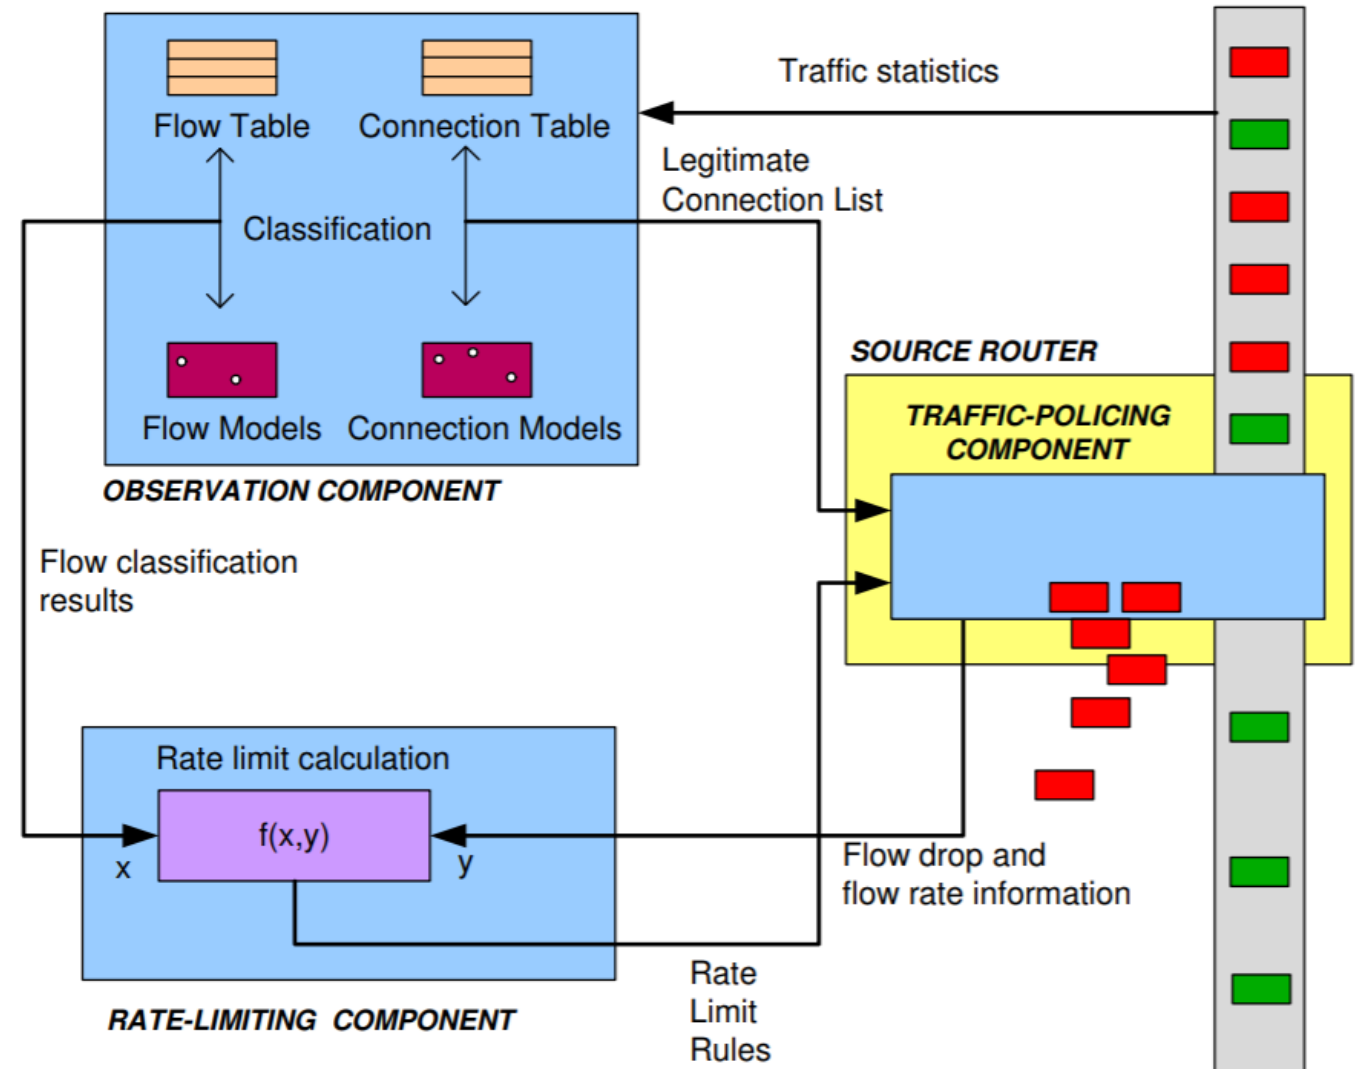 Flow Table
Connection Table
Traffic statistics
Legitimate
Connection List
Classification
Flow Models
Connection Models
OBSERVATION COMPONENT
SOURCE ROUTER
TRAFFIC-POLICING
COMPONENT
Flow classification
results
Rate limit calculation
f(x,y)
x
y
Flow drop and
flow rate information
RATE-LIMITING COMPONENT
Rate
Limit
Rules